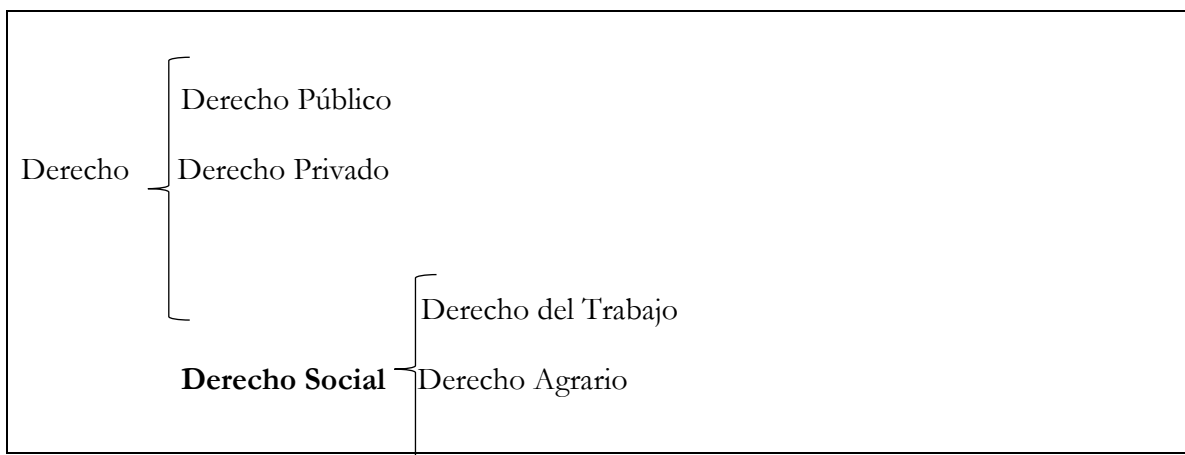 Derecho Público
Derecho Derecho Privado
Derecho del Trabajo
Derecho Social Derecho Agrario